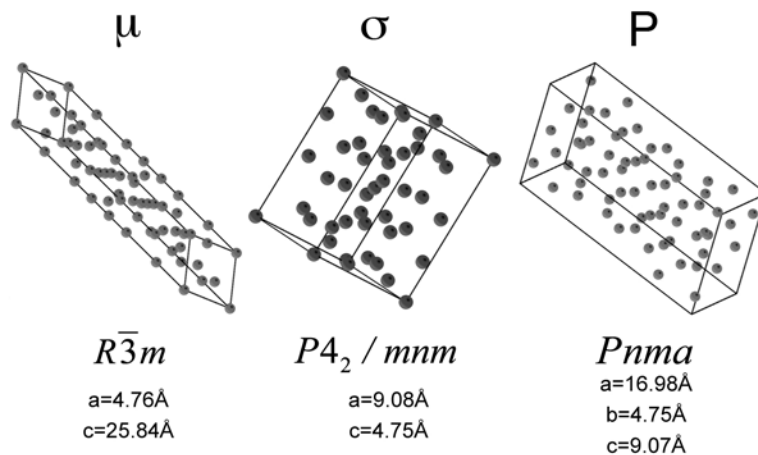 μ σ P
R3̅m P4₂ / mnm Pnma
a=4.76Å a=9.08Å a=16.98Å
c=25.84Å c=4.75Å b=4.75Å
c=9.07Å